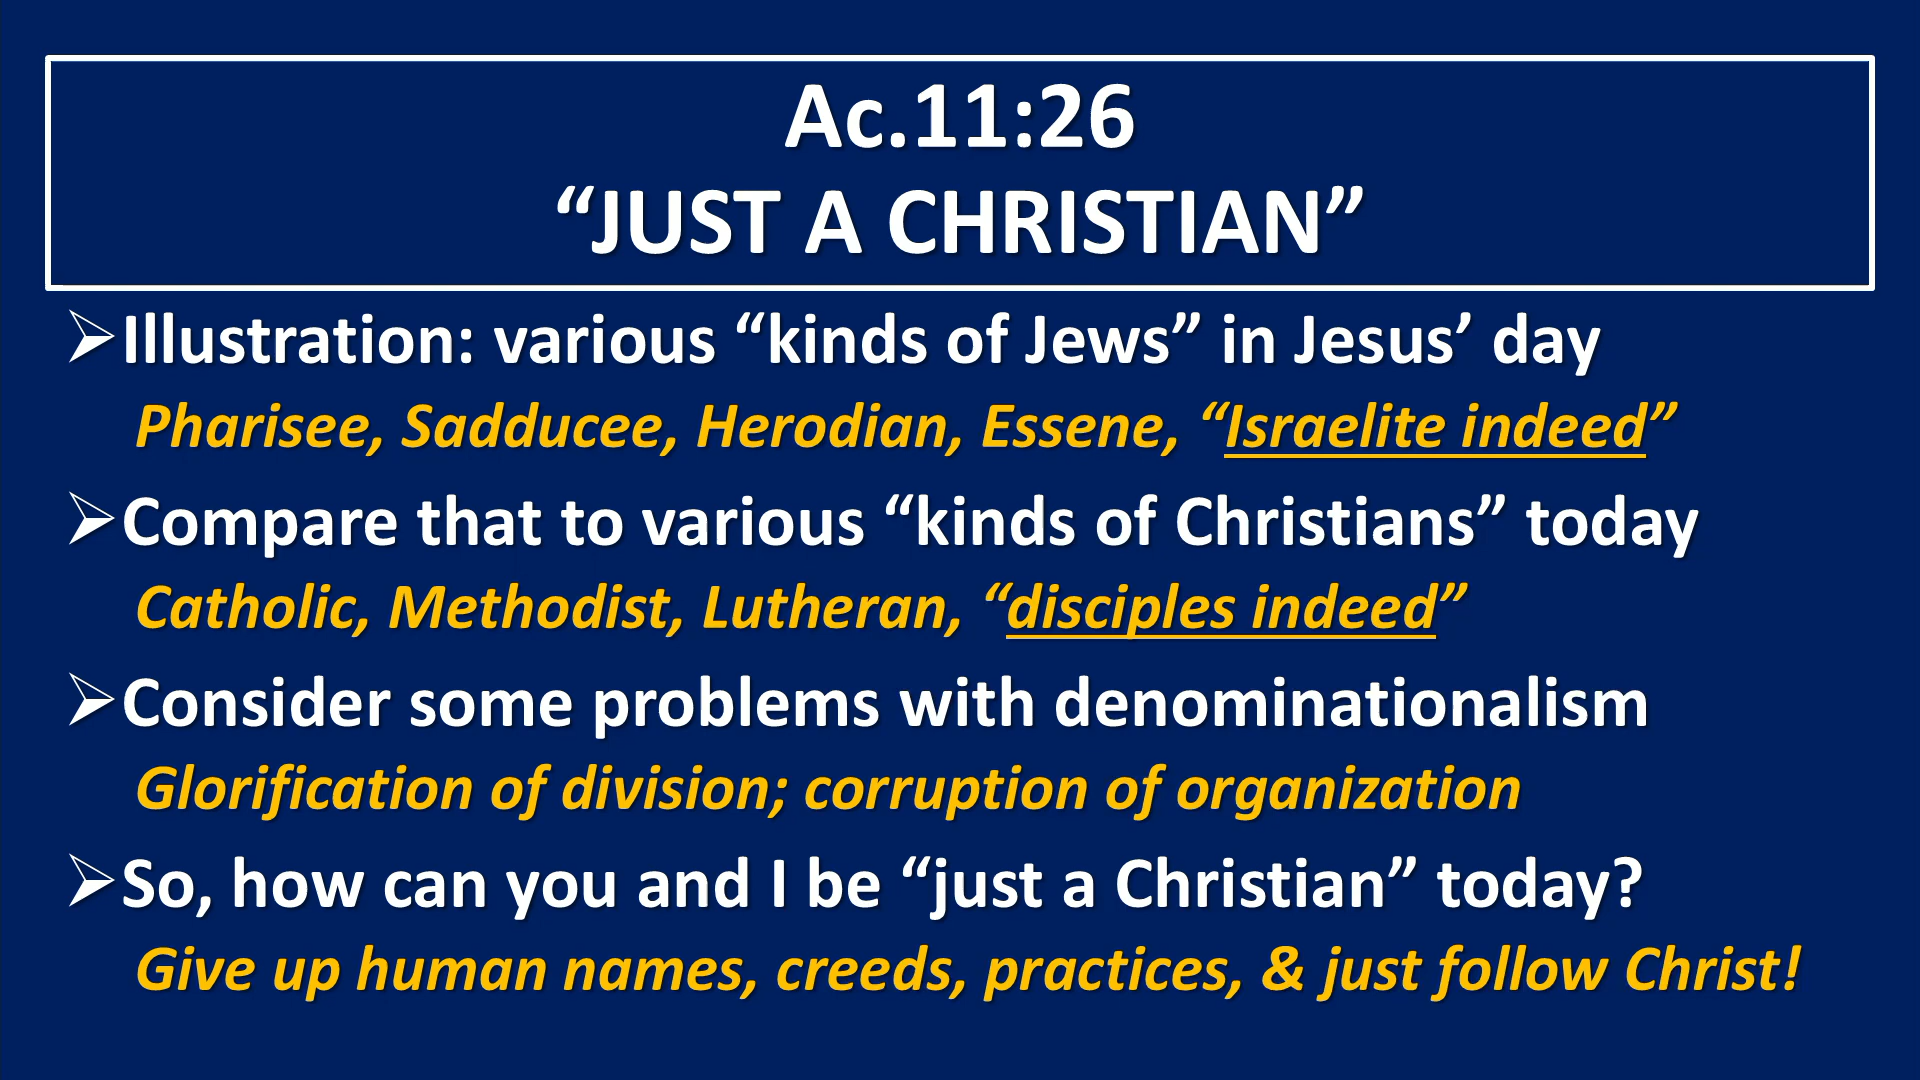 Ac.11:26
“JUST A CHRISTIAN”
Illustration: various “kinds of Jews” in Jesus’ day
Pharisee, Sadducee, Herodian, Essene, “Israelite indeed”
Compare that to various “kinds of Christians” today
Catholic, Methodist, Lutheran, “disciples indeed”
Consider some problems with denominationalism
Glorification of division; corruption of organization
So, how can you and I be “just a Christian” today?
Give up human names, creeds, practices, & just follow Christ!